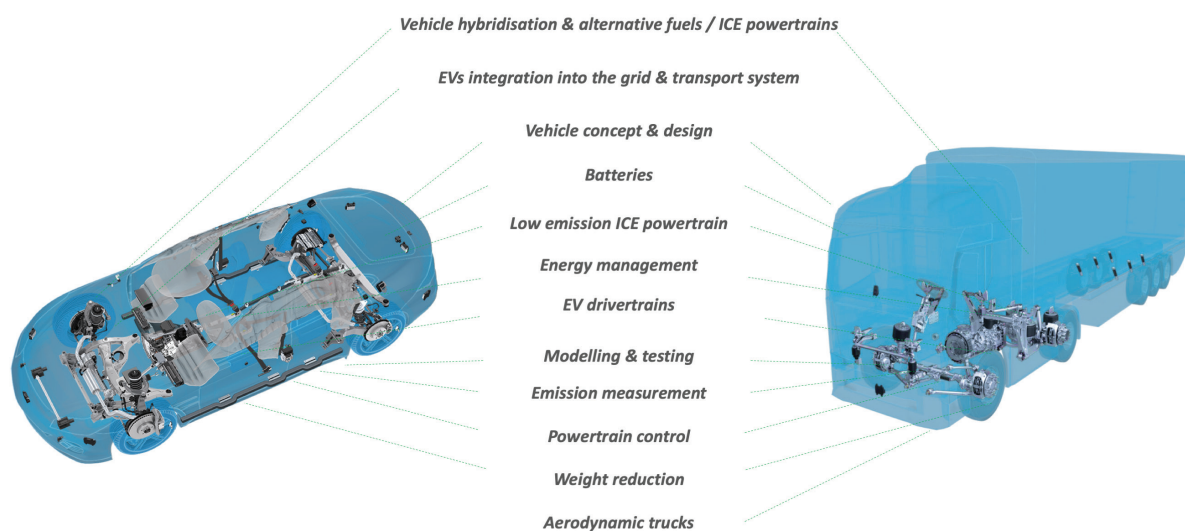 Vehicle hybridisation & alternative fuels / ICE powertrains
EVs integration into the grid & transport system
Vehicle concept & design
Batteries
Low emission ICE powertrain
Energy management
EV drivertrains
Modelling & testing
Emission measurement
Powertrain control
Weight reduction
Aerodynamic trucks